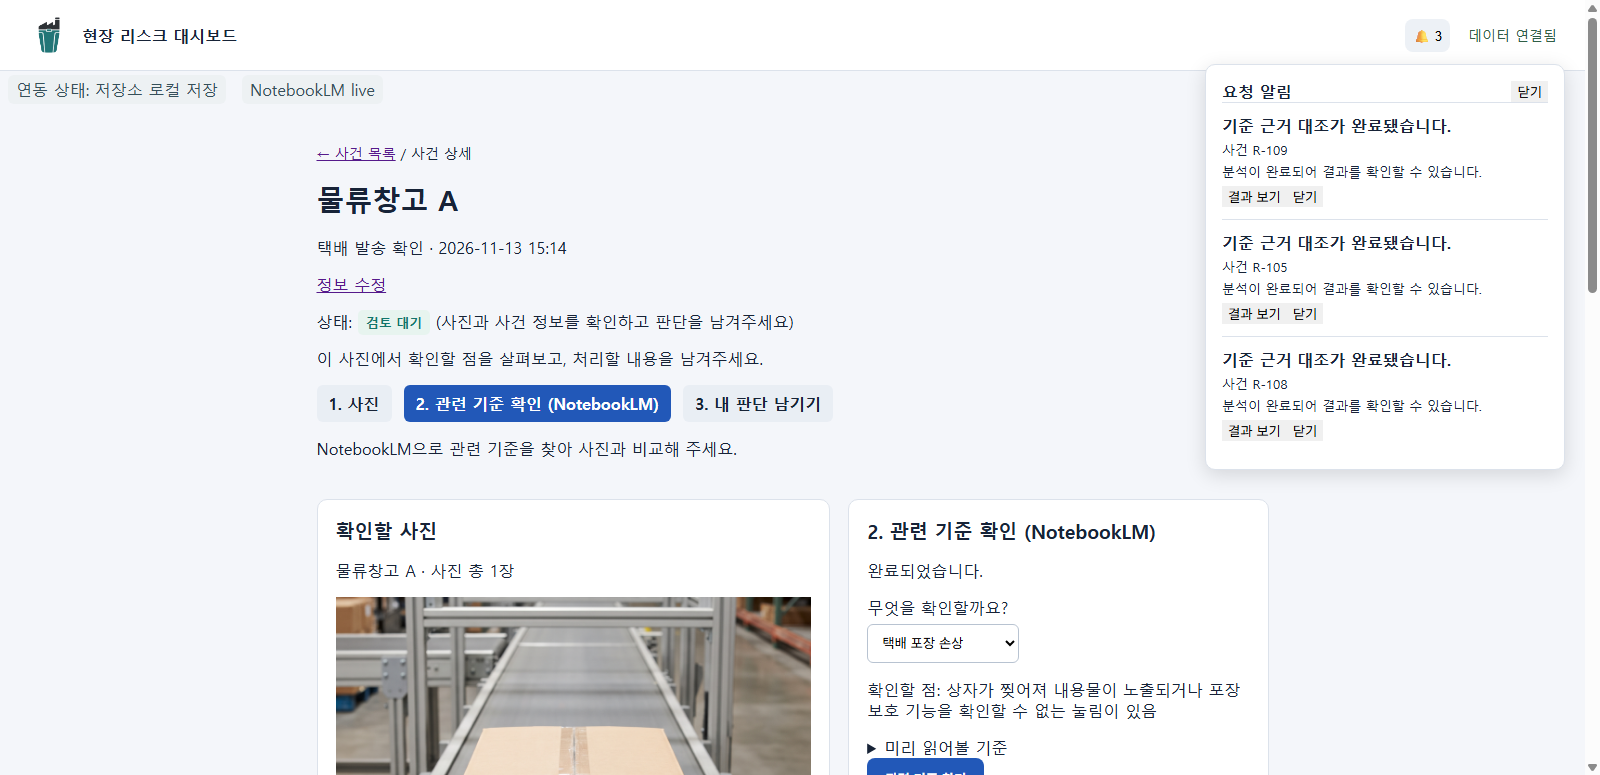 현장 리스크 대시보드
🔔 3
데이터 연결됨
연동 상태: 저장소 로컬 저장
NotebookLM live
요청 알림
닫기
기준 근거 대조가 완료됐습니다.
사건 R-109
분석이 완료되어 결과를 확인할 수 있습니다.
결과 보기 닫기
기준 근거 대조가 완료됐습니다.
사건 R-105
분석이 완료되어 결과를 확인할 수 있습니다.
결과 보기 닫기
기준 근거 대조가 완료됐습니다.
사건 R-108
분석이 완료되어 결과를 확인할 수 있습니다.
결과 보기 닫기
← 사건 목록 / 사건 상세
물류창고 A
택배 발송 확인 · 2026-11-13 15:14
정보 수정
상태: 검토 대기 (사진과 사건 정보를 확인하고 판단을 남겨주세요)
이 사진에서 확인할 점을 살펴보고, 처리할 내용을 남겨주세요.
1. 사진
2. 관련 기준 확인 (NotebookLM)
3. 내 판단 남기기
NotebookLM으로 관련 기준을 찾아 사진과 비교해 주세요.
확인할 사진
물류창고 A · 사진 총 1장
2. 관련 기준 확인 (NotebookLM)
완료되었습니다.
무엇을 확인할까요?
택배 포장 손상
확인할 점: 상자가 찢어져 내용물이 노출되거나 포장
보호 기능을 확인할 수 없는 눌림이 있음
▶ 미리 읽어볼 기준